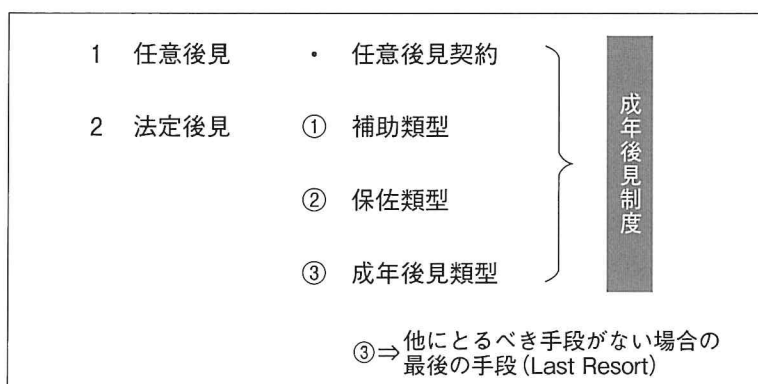 1 任意後見 ・ 任意後見契約
2 法定後見 ① 補助類型
② 保佐類型
③ 成年後見類型
成年後見制度
③⇒他にとるべき手段がない場合の
最後の手段(Last Resort)